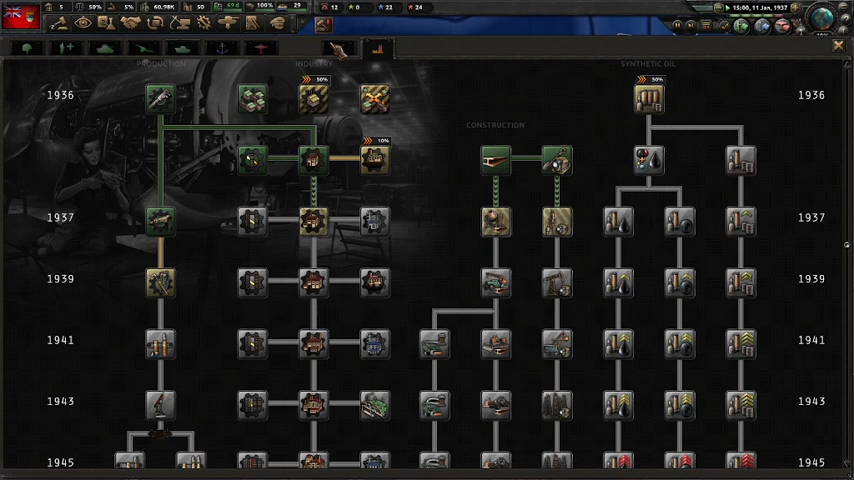 5 50% 5% 60,98K 50 69d 100% 29 12 0 22 24 15:00, 11 Jan, 1937
PRODUCTION INDUSTRY SYNTHETIC OIL
50% 50%
1936 1936
CONSTRUCTION
10%
1937 1937
1939 1939
1941 1941
1943 1943
1945 1945